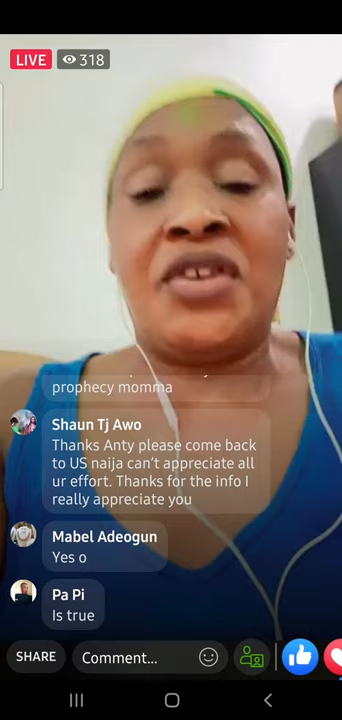 LIVE 318
prophecy momma
Shaun Tj Awo
Thanks Anty please come back
to US naija can't appreciate all
ur effort. Thanks for the info I
really appreciate you
Mabel Adeogun
Yes o
Pa Pi
Is true
SHARE Comment...